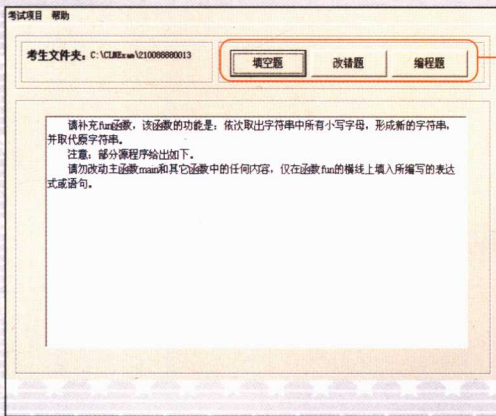 考试项目 帮助
考生文件夹：C:\CLMExam\210088880013
填空题 改错题 编程题
请补充fun函数，该函数的功能是：依次取出字符串中所有小写字母，形成新的字符串，
并取代原字符串。
注意：部分源程序给出如下。
请勿改动主函数main和其它函数中的任何内容，仅在函数fun的横线上填入所编写的表达
式或语句。